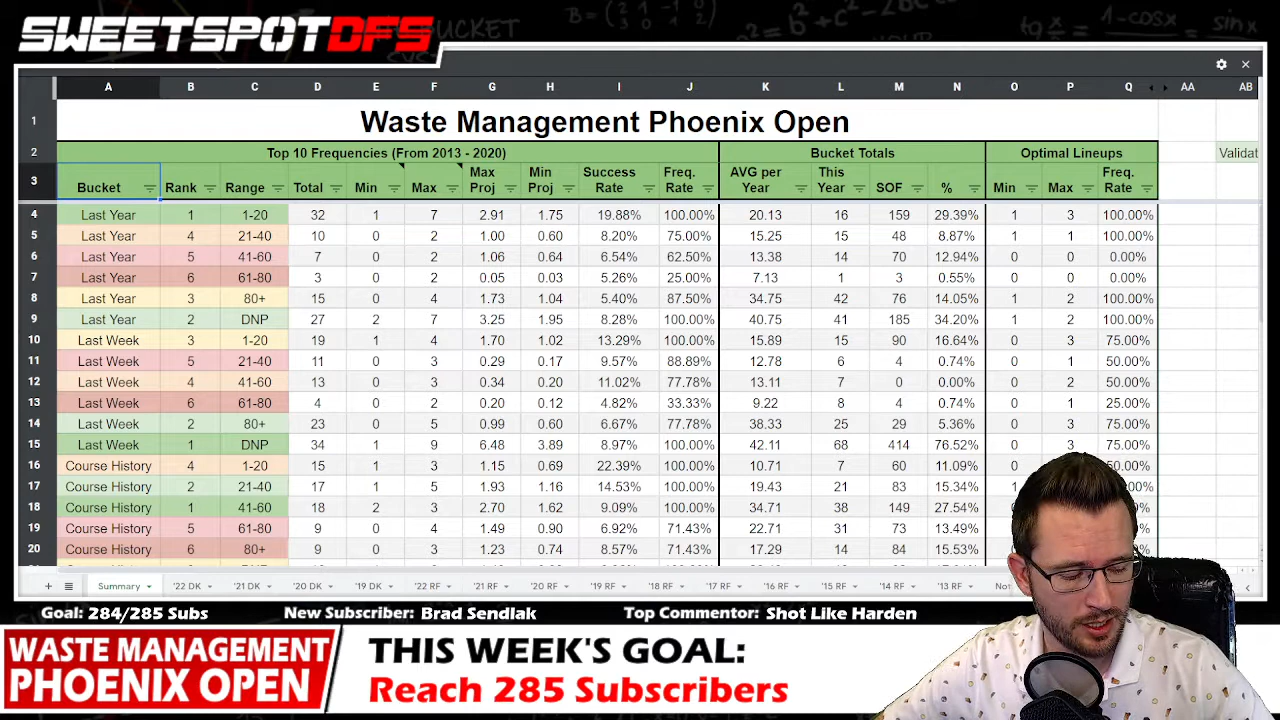 SWEETSPOTDFS
BUCKET
A B C D E F G H I J K L M N O P Q AA AB
1 Waste Management Phoenix Open
2 Top 10 Frequencies (From 2013 - 2020) Bucket Totals Optimal Lineups Validat
3 Bucket Rank Range Total Min Max Max Proj Min Proj Success Rate Freq. Rate AVG per Year This Year SOF % Min Max Freq. Rate
4 Last Year 1 1-20 32 1 7 2.91 1.75 19.88% 100.00% 20.13 16 159 29.39% 1 3 100.00%
5 Last Year 4 21-40 10 0 2 1.00 0.60 8.20% 75.00% 15.25 15 48 8.87% 1 1 100.00%
6 Last Year 5 41-60 7 0 2 1.06 0.64 6.54% 62.50% 13.38 14 70 12.94% 0 0 0.00%
7 Last Year 6 61-80 3 0 2 0.05 0.03 5.26% 25.00% 7.13 1 3 0.55% 0 0 0.00%
8 Last Year 3 80+ 15 0 4 1.73 1.04 5.40% 87.50% 34.75 42 76 14.05% 1 2 100.00%
9 Last Year 2 DNP 27 2 7 3.25 1.95 8.28% 100.00% 40.75 41 185 34.20% 1 2 100.00%
10 Last Week 3 1-20 19 1 4 1.70 1.02 13.29% 100.00% 15.89 15 90 16.64% 0 3 75.00%
11 Last Week 5 21-40 11 0 3 0.29 0.17 9.57% 88.89% 12.78 6 4 0.74% 0 1 50.00%
12 Last Week 4 41-60 13 0 3 0.34 0.20 11.02% 77.78% 13.11 7 0 0.00% 0 2 50.00%
13 Last Week 6 61-80 4 0 2 0.20 0.12 4.82% 33.33% 9.22 8 4 0.74% 0 1 25.00%
14 Last Week 2 80+ 23 0 5 0.99 0.60 6.67% 77.78% 38.33 25 29 5.36% 0 3 75.00%
15 Last Week 1 DNP 34 1 9 6.48 3.89 8.97% 100.00% 42.11 68 414 76.52% 0 3 75.00%
16 Course History 4 1-20 15 1 3 1.15 0.69 22.39% 100.00% 10.71 7 60 11.09% 0
17 Course History 2 21-40 17 1 5 1.93 1.16 14.53% 100.00% 19.43 21 83 15.34%
18 Course History 1 41-60 18 2 3 2.70 1.62 9.09% 100.00% 34.71 38 149 27.54% 0
19 Course History 5 61-80 9 0 4 1.49 0.90 6.92% 71.43% 22.71 31 73 13.49% 0
20 Course History 6 80+ 9 0 3 1.23 0.74 8.57% 71.43% 17.29 14 84 15.53% 0
Summary '22 DK '21 DK '20 DK '19 DK '22 RF '21 RF '20 RF '19 RF '18 RF '17 RF '16 RF '15 RF '14 RF '13 RF
Goal: 284/285 Subs New Subscriber: Brad Sendlak Top Commentor: Shot Like Harden
WASTE MANAGEMENT
PHOENIX OPEN
THIS WEEK'S GOAL:
Reach 285 Subscribers